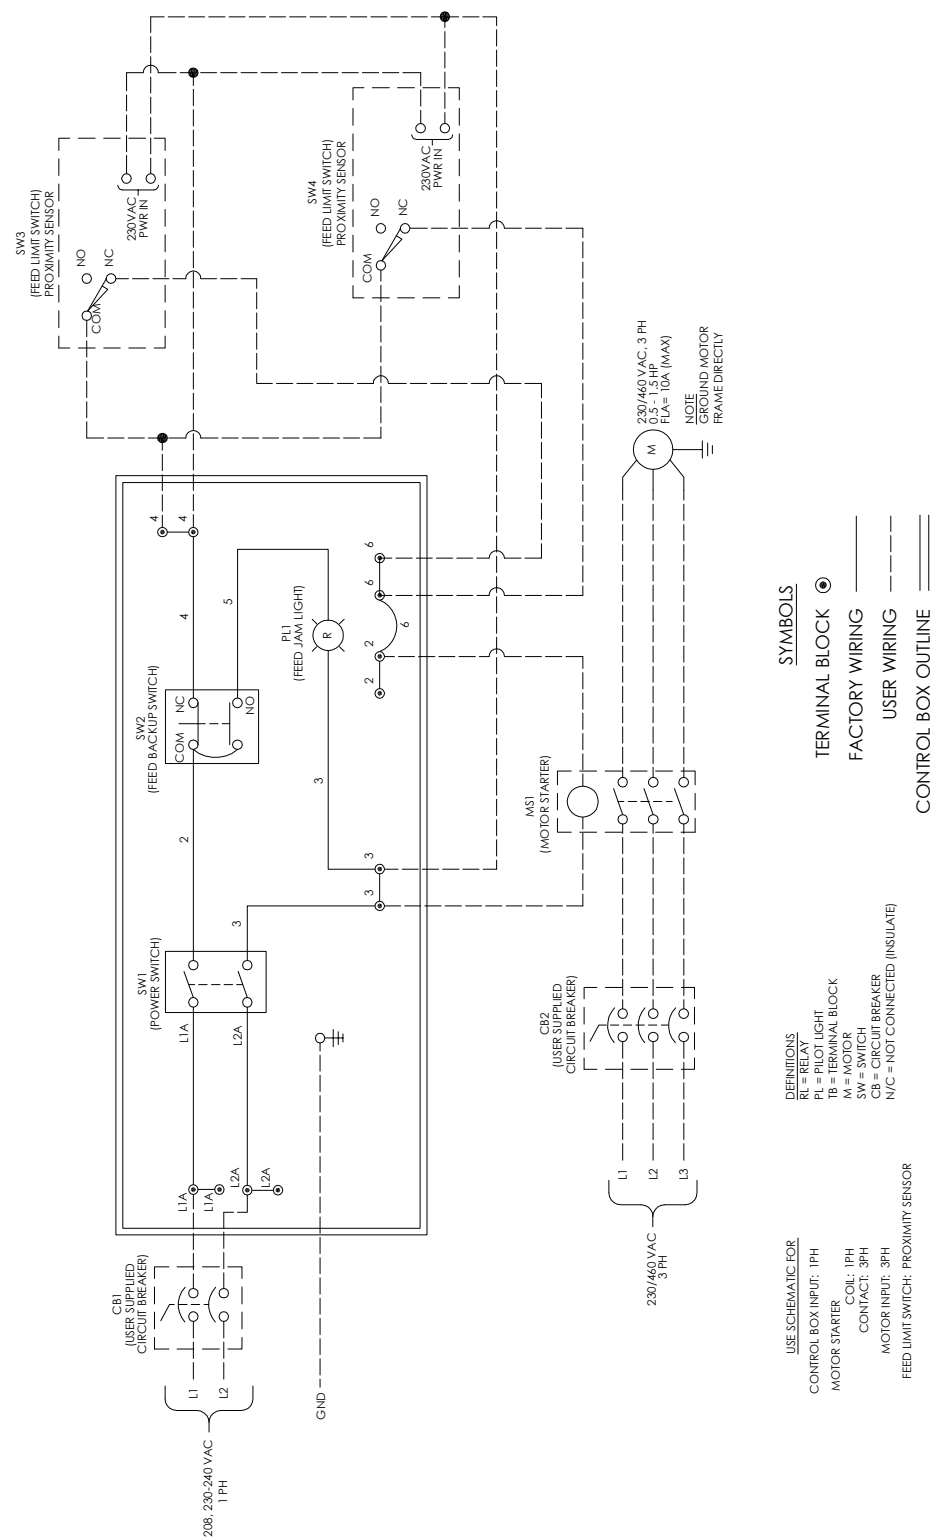 208, 230-240 VAC
1 PH
L1
L2
CB1
(USER SUPPLIED
CIRCUIT BREAKER)
GND
L1A
L1A
L2A
L2A
L1A
L2A
SW1
(POWER SWITCH)
2
3
3
3
3
SW2
(FEED BACKUP SWITCH)
COM
NC
NO
4
5
PL1
(FEED JAM LIGHT)
R
2
2
6
6
6
4
4
SW3
(FEED LIMIT SWITCH)
PROXIMITY SENSOR
COM
NO
NC
230VAC
PWR IN
SW4
(FEED LIMIT SWITCH)
PROXIMITY SENSOR
COM
NO
NC
230VAC
PWR IN
230/460 VAC
3 PH
L1
L2
L3
CB2
(USER SUPPLIED
CIRCUIT BREAKER)
MS1
(MOTOR STARTER)
M
230/460 VAC, 3 PH
0.5 - 1.5 HP
FLA= 10A (MAX)
NOTE
GROUND MOTOR
FRAME DIRECTLY
USE SCHEMATIC FOR
CONTROL BOX INPUT: 1PH
MOTOR STARTER
COIL: 1PH
CONTACT: 3PH
MOTOR INPUT: 3PH
FEED LIMIT SWITCH: PROXIMITY SENSOR
DEFINITIONS
RL = RELAY
PL = PILOT LIGHT
TB = TERMINAL BLOCK
M = MOTOR
SW = SWITCH
CB = CIRCUIT BREAKER
N/C = NOT CONNECTED (INSULATE)
SYMBOLS
TERMINAL BLOCK
FACTORY WIRING
USER WIRING
CONTROL BOX OUTLINE